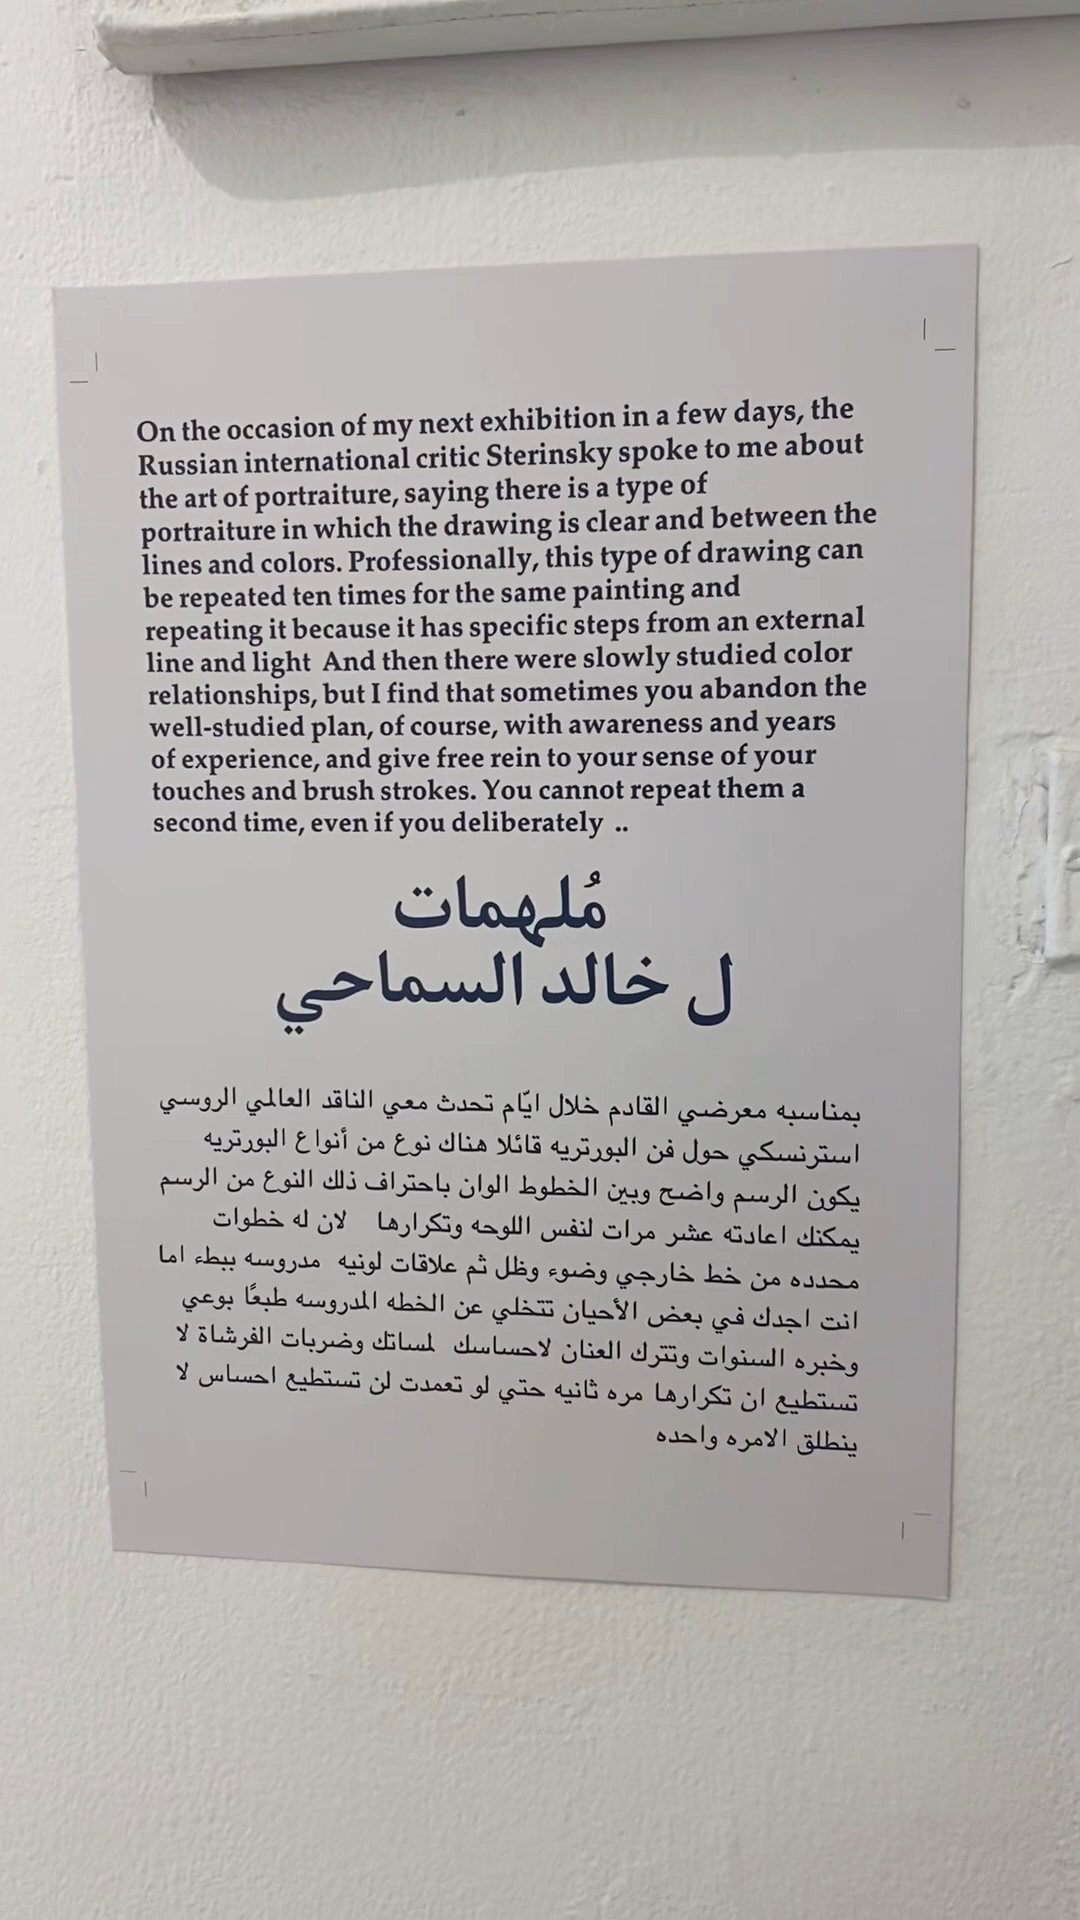 On the occasion of my next exhibition in a few days, the
Russian international critic Sterinsky spoke to me about
the art of portraiture, saying there is a type of
portraiture in which the drawing is clear and between the
lines and colors. Professionally, this type of drawing can
be repeated ten times for the same painting and
repeating it because it has specific steps from an external
line and light And then there were slowly studied color
relationships, but I find that sometimes you abandon the
well-studied plan, of course, with awareness and years
of experience, and give free rein to your sense of your
touches and brush strokes. You cannot repeat them a
second time, even if you deliberately ..
مُلهمات
ل خالد السماحي
بمناسبه معرضي القادم خلال ايّام تحدث معي الناقد العالمي الروسي
استرنسكي حول فن البورتريه قائلا هناك نوع من أنواع البورتريه
يكون الرسم واضح وبين الخطوط الوان باحتراف ذلك النوع من الرسم
يمكنك اعادته عشر مرات لنفس اللوحه وتكرارها لان له خطوات
محدده من خط خارجي وضوء وظل ثم علاقات لونيه مدروسه ببطء اما
انت اجدك في بعض الأحيان تتخلي عن الخطه المدروسه طبعًا بوعي
وخبره السنوات وتترك العنان لاحساسك لمساتك وضربات الفرشاة لا
تستطيع ان تكرارها مره ثانيه حتي لو تعمدت لن تستطيع احساس لا
ينطلق الامره واحده